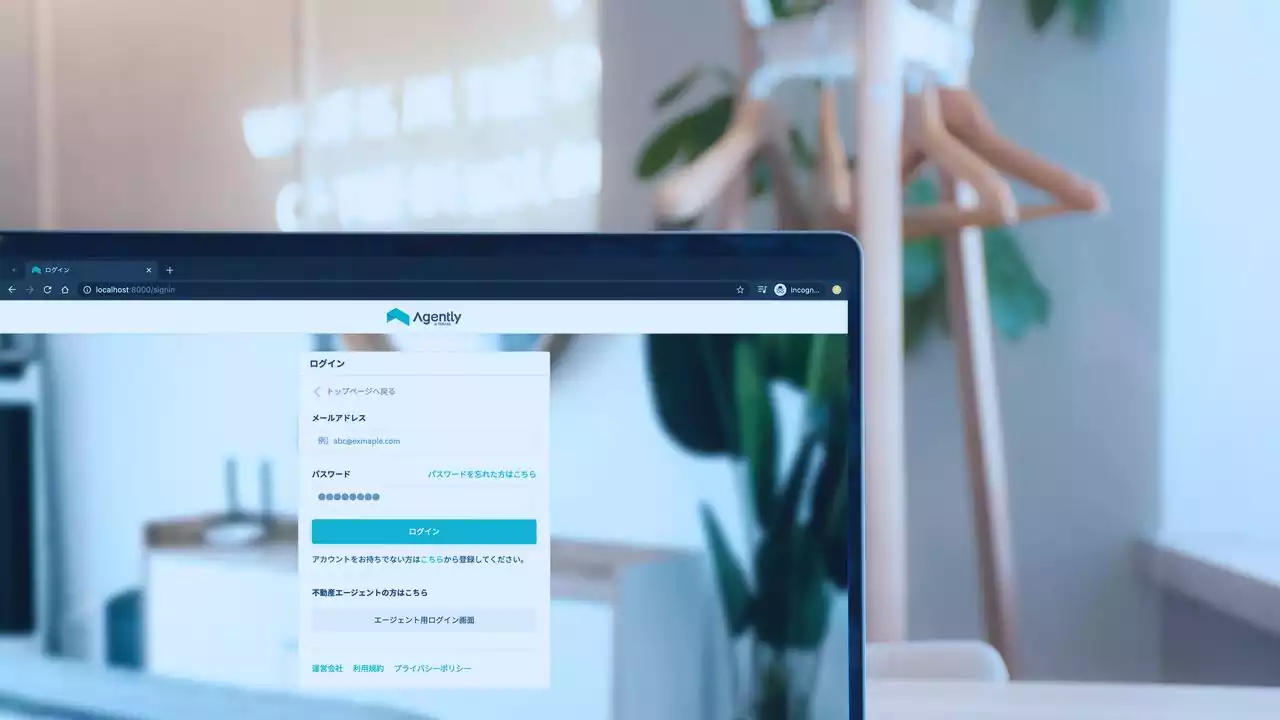 ログイン
localhost:8000/signin
Incogn...
Agently
ログイン
トップページへ戻る
メールアドレス
例）abc@exmaple.com
パスワード パスワードを忘れた方はこちら
ログイン
アカウントをお持ちでない方はこちらから登録してください。
不動産エージェントの方はこちら
エージェント用ログイン画面
運営会社 利用規約 プライバシーポリシー